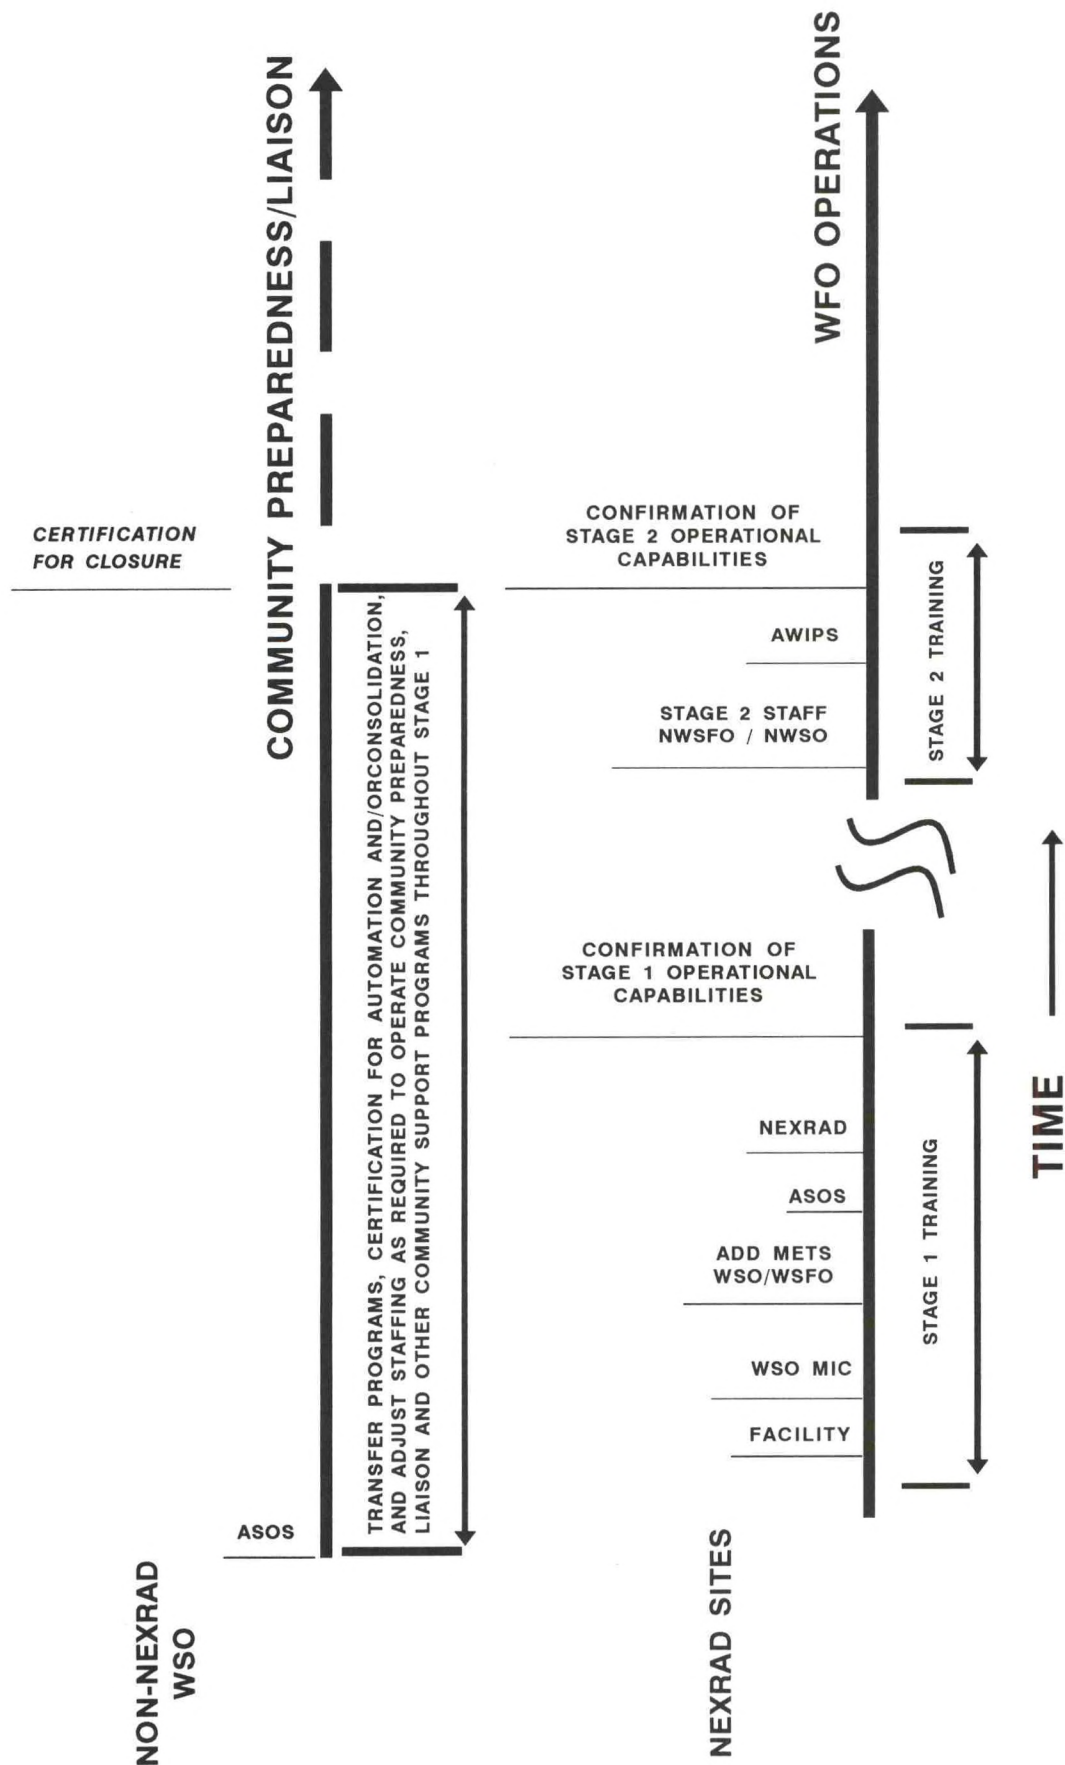 NON-NEXRAD
WSO
ASOS
CERTIFICATION
FOR CLOSURE
COMMUNITY PREPAREDNESS/LIAISON
TRANSFER PROGRAMS, CERTIFICATION FOR AUTOMATION AND/ORCONSOLIDATION,
AND ADJUST STAFFING AS REQUIRED TO OPERATE COMMUNITY PREPAREDNESS,
LIAISON AND OTHER COMMUNITY SUPPORT PROGRAMS THROUGHOUT STAGE 1
NEXRAD SITES
FACILITY
WSO MIC
ADD METS
WSO/WSFO
ASOS
NEXRAD
CONFIRMATION OF
STAGE 1 OPERATIONAL
CAPABILITIES
STAGE 2 STAFF
NWSFO / NWSO
AWIPS
CONFIRMATION OF
STAGE 2 OPERATIONAL
CAPABILITIES
WFO OPERATIONS
STAGE 1 TRAINING
STAGE 2 TRAINING
TIME